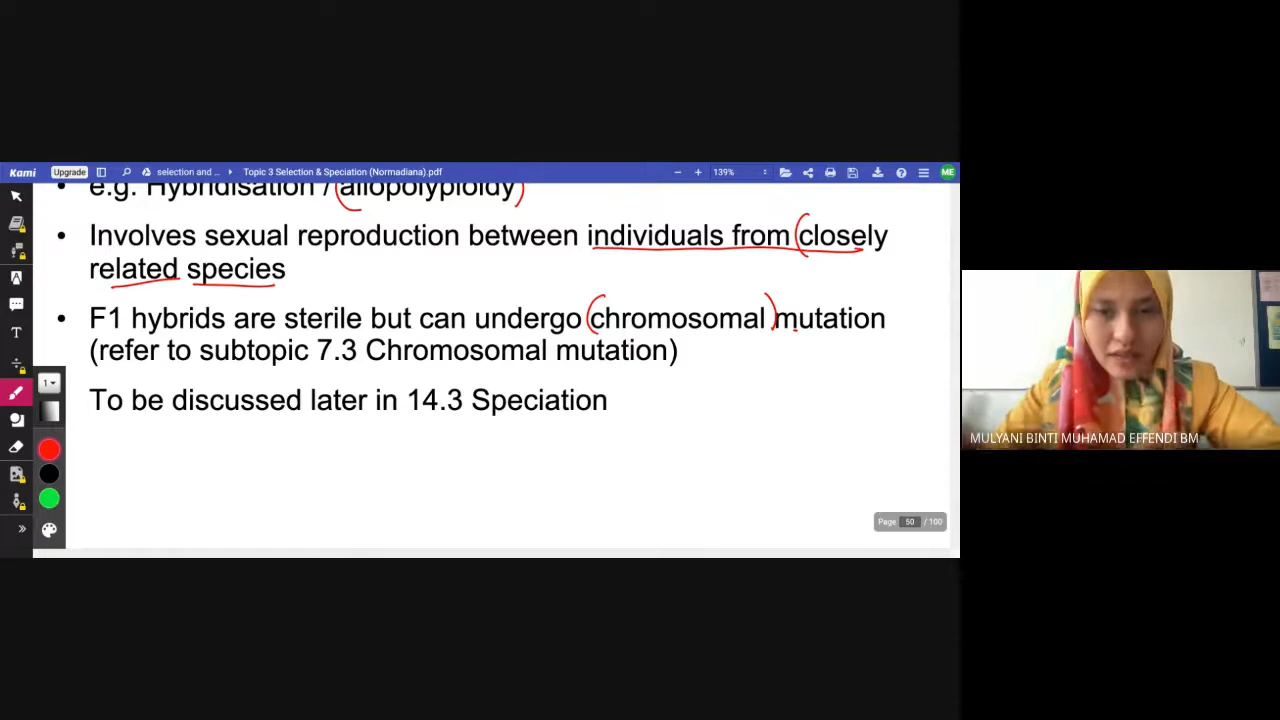 Kami
Upgrade
selection and ...
Topic 3 Selection & Speciation (Normadiana).pdf
139%
ME
e.g. Hybridisation / allopolyploidy
• Involves sexual reproduction between individuals from closely
related species
• F1 hybrids are sterile but can undergo chromosomal mutation
(refer to subtopic 7.3 Chromosomal mutation)
To be discussed later in 14.3 Speciation
1
Page 50 / 100
MULYANI BINTI MUHAMAD EFFENDI BM